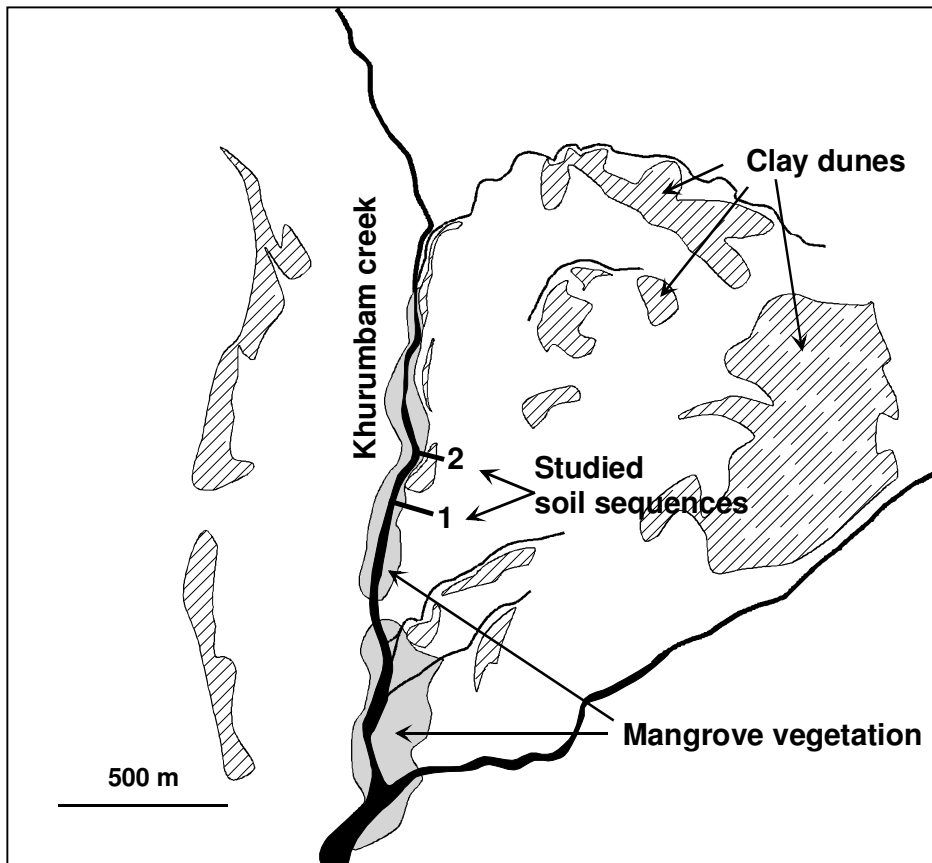 Clay dunes
Khurumbam creek
2
Studied
soil sequences
1
Mangrove vegetation
500 m